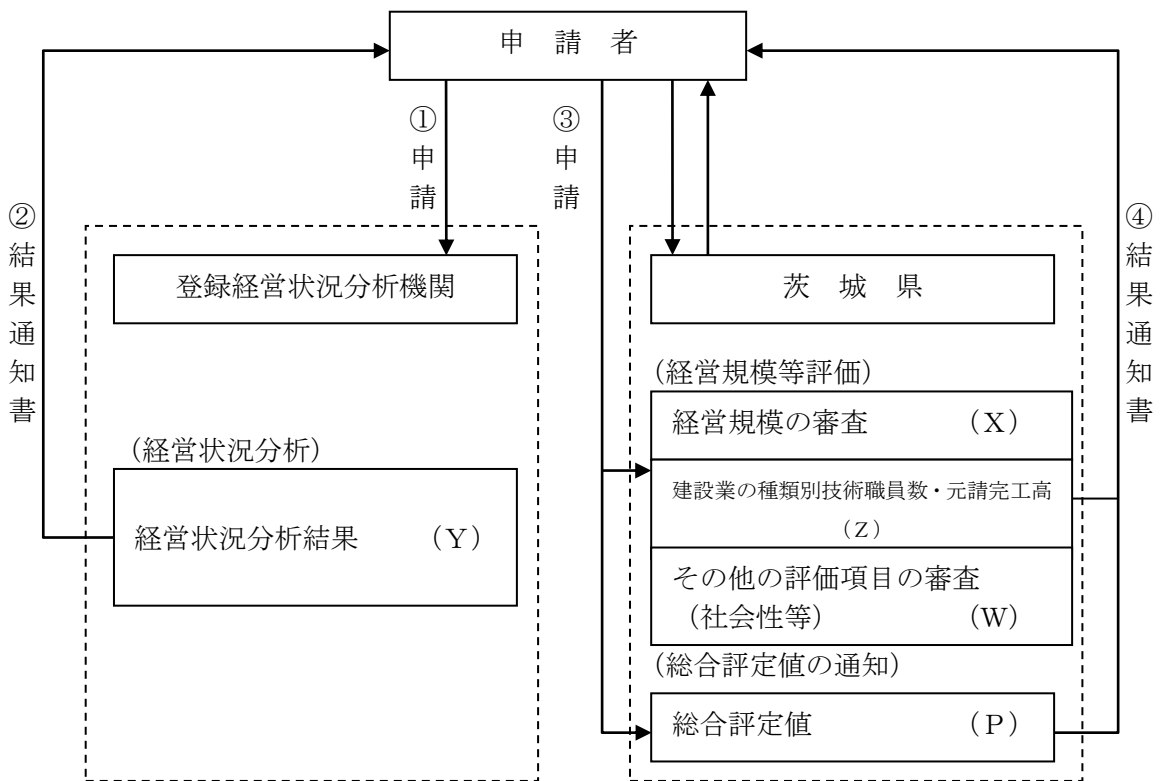 申　請　者
①申請
③申請
②結果通知書
④結果通知書
登録経営状況分析機関
茨　城　県
(経営規模等評価)
経営規模の審査　（Ｘ）
建設業の種類別技術職員数・元請完工高
（Ｚ）
その他の評価項目の審査
（社会性等）　（Ｗ）
(経営状況分析)
経営状況分析結果　（Ｙ）
(総合評定値の通知)
総合評定値　（Ｐ）